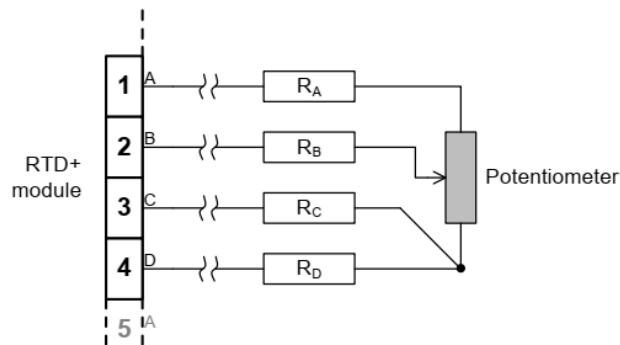 1 A R_A
2 B R_B
RTD+
module
Potentiometer
3 C R_C
4 D R_D
5 A